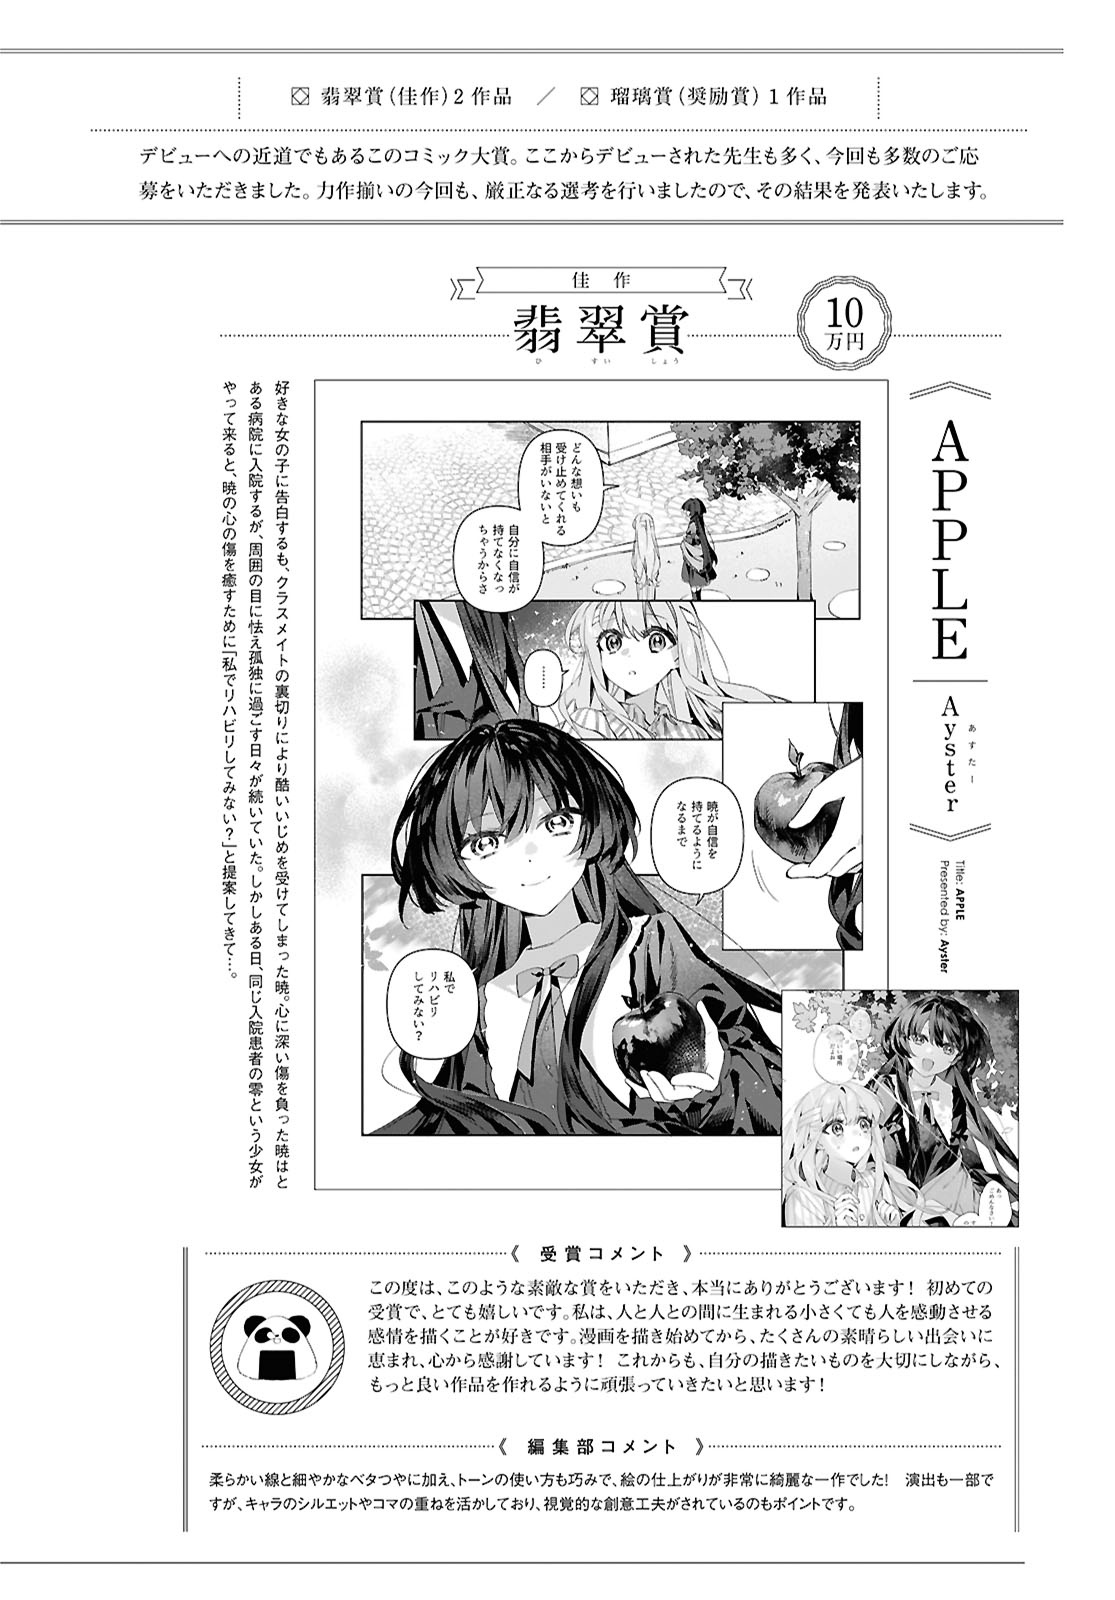 翡翠賞(佳作)2作品 ／ 瑠璃賞(奨励賞)1作品
デビューへの近道でもあるこのコミック大賞。ここからデビューされた先生も多く、今回も多数のご応
募をいただきました。力作揃いの今回も、厳正なる選考を行いましたので、その結果を発表いたします。
佳作
翡翠賞
ひ すい しょう
10
万円
APPLE
Ayster
あすたー
Title: APPLE
Presented by: Ayster
どんな想いも
受け止めてくれる
相手がいないと
自分に自信が
持てなくなっ
ちゃうからさ
……
暁が自信を
持てるように
なるまで
私で
リハビリ
してみない?
いい場所
だよね
あっ
ごめんなさい!
好きな女の子に告白するも、クラスメイトの裏切りにより酷いいじめを受けてしまった暁。心に深い傷を負った暁はと
ある病院に入院するが、周囲の目に怯え孤独に過ごす日々が続いていた。しかしある日、同じ入院患者の零という少女が
やって来ると、暁の心の傷を癒すために「私でリハビリしてみない?」と提案してきて…。
《 受賞コメント 》
この度は、このような素敵な賞をいただき、本当にありがとうございます! 初めての
受賞で、とても嬉しいです。私は、人と人との間に生まれる小さくても人を感動させる
感情を描くことが好きです。漫画を描き始めてから、たくさんの素晴らしい出会いに
恵まれ、心から感謝しています! これからも、自分の描きたいものを大切にしながら、
もっと良い作品を作れるように頑張っていきたいと思います!
《 編集部コメント 》
柔らかい線と細やかなベタつやに加え、トーンの使い方も巧みで、絵の仕上がりが非常に綺麗な一作でした! 演出も一部で
すが、キャラのシルエットやコマの重ねを活かしており、視覚的な創意工夫がされているのもポイントです。